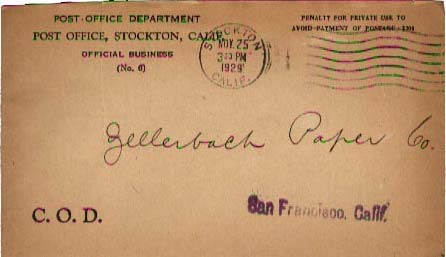 POST OFFICE DEPARTMENT
POST OFFICE, STOCKTON, CALIF.
OFFICIAL BUSINESS
(No. 6)
STOCKTON
NOV. 25
3 PM
1929
CALIF.
PENALTY FOR PRIVATE USE TO
AVOID PAYMENT OF POSTAGE $300
Zellerbach Paper Co.
San Francisco, Calif.
C. O. D.